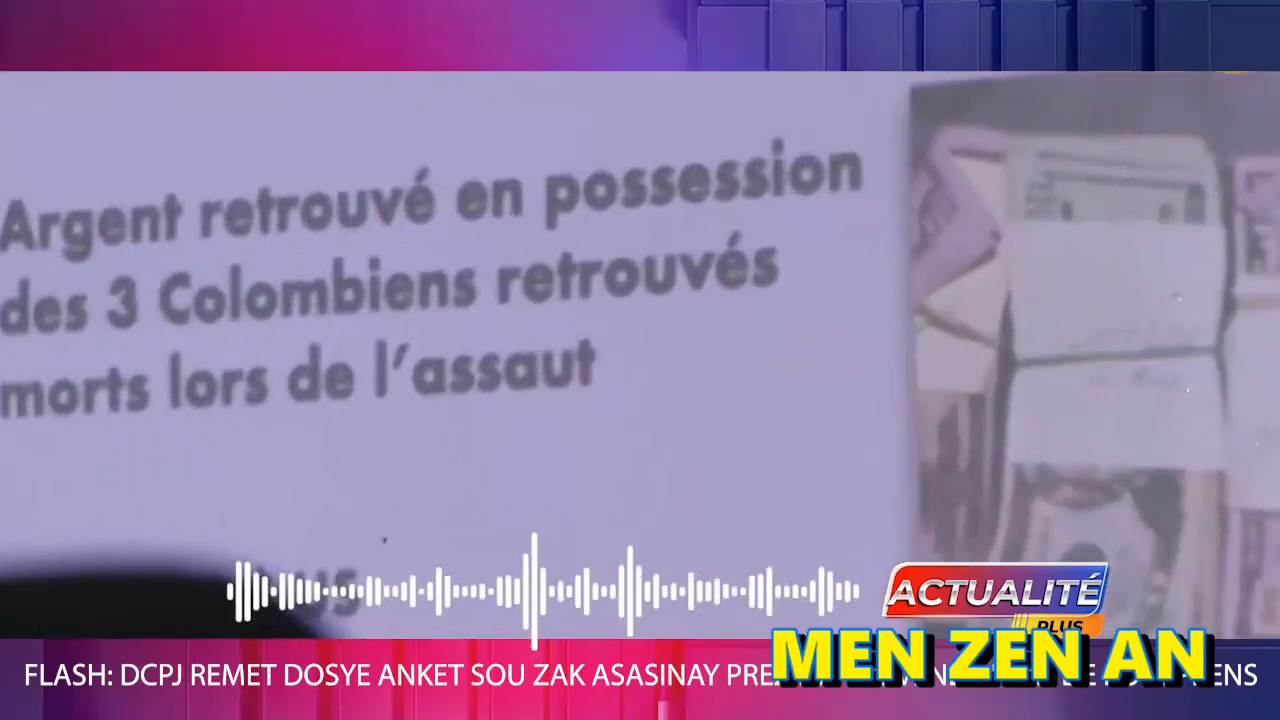 Argent retrouvé en possession
des 3 Colombiens retrouvés
morts lors de l'assaut
ACTUALITÉ
PLUS
MEN ZEN AN
FLASH: DCPJ REMET DOSYE ANKET SOU ZAK ASASINAY